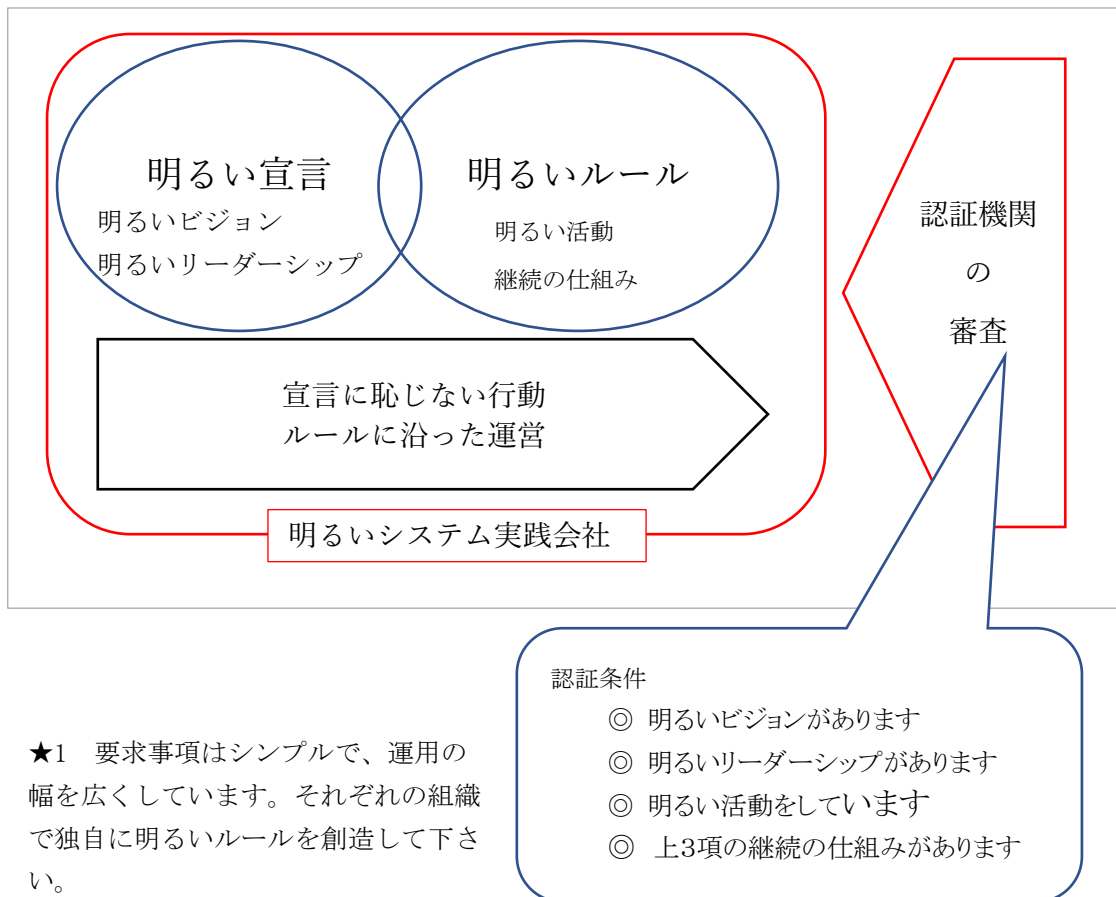 明るい宣言
明るいビジョン
明るいリーダーシップ
明るいルール
明るい活動
継続の仕組み
宣言に恥じない行動
ルールに沿った運営
明るいシステム実践会社
認証機関
の
審査
認証条件
◎ 明るいビジョンがあります
◎ 明るいリーダーシップがあります
◎ 明るい活動をしています
◎ 上3項の継続の仕組みがあります
★1 要求事項はシンプルで、運用の
幅を広くしています。それぞれの組織
で独自に明るいルールを創造して下さ
い。